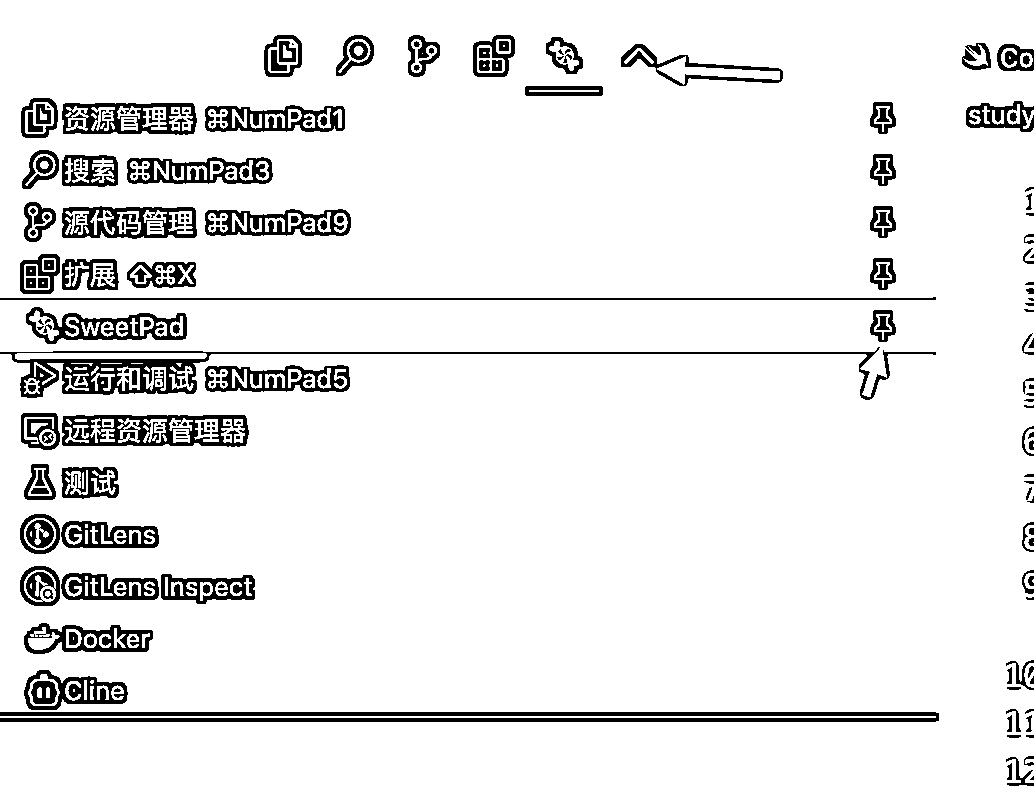 Co
study
资源管理器 ⌘NumPad1
搜索 ⌘NumPad3
源代码管理 ⌘NumPad9
扩展 ⇧⌘X
SweetPad
运行和调试 ⌘NumPad5
远程资源管理器
测试
GitLens
GitLens Inspect
Docker
Cline
1
2
3
4
5
6
7
8
9
10
11
12